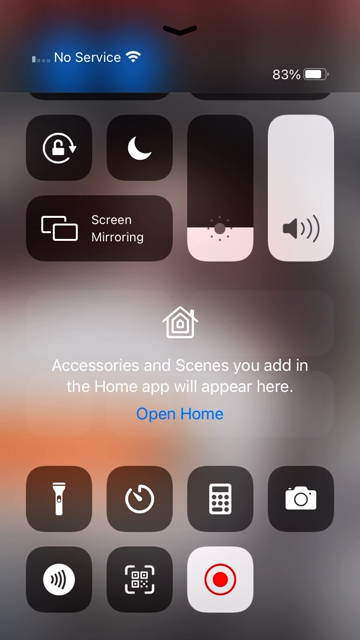 No Service
83%
Screen
Mirroring
Accessories and Scenes you add in
the Home app will appear here.
Open Home